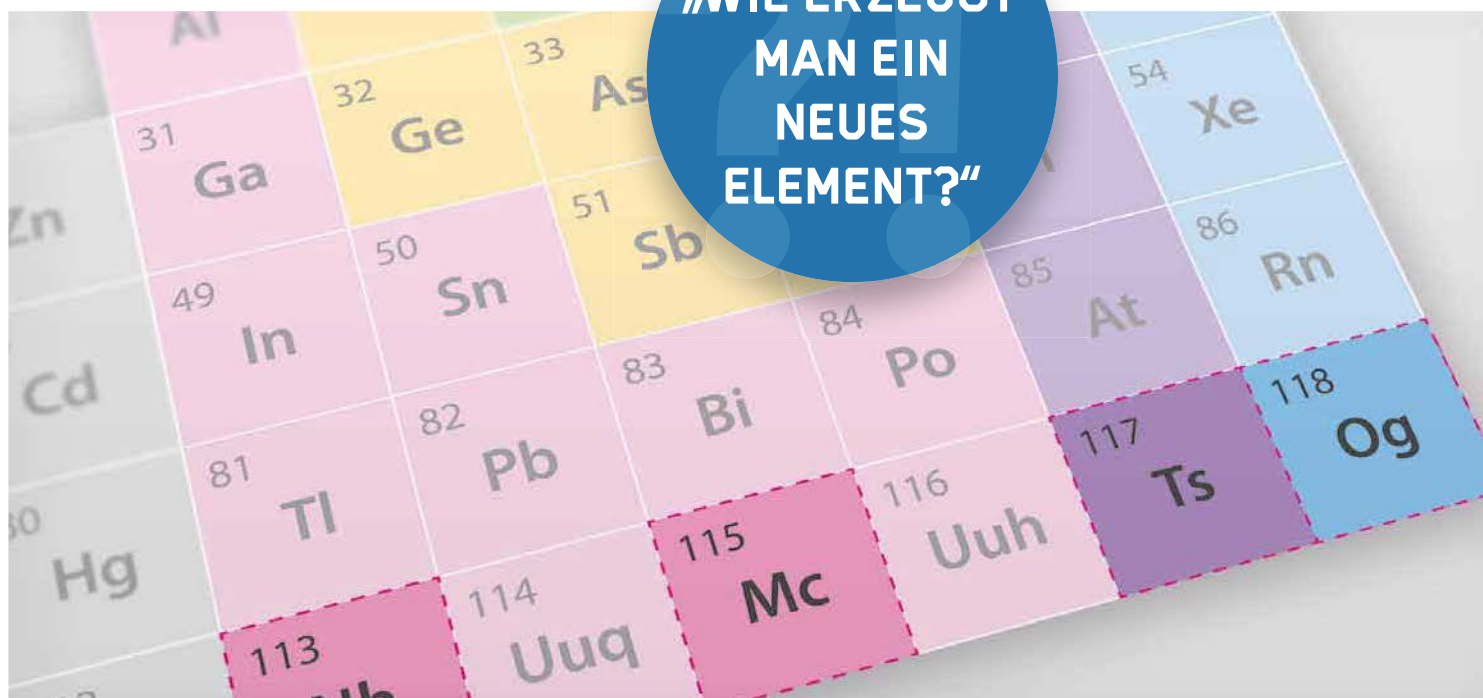 „WIE ERZEUGT
MAN EIN
NEUES
ELEMENT?“
Al
31 Ga
32 Ge
33 As
54 Xe
Zn
49 In
50 Sn
51 Sb
85 At
86 Rn
Cd
81 Tl
82 Pb
83 Bi
84 Po
117 Ts
118 Og
Hg
113
114 Uuq
115 Mc
116 Uuh